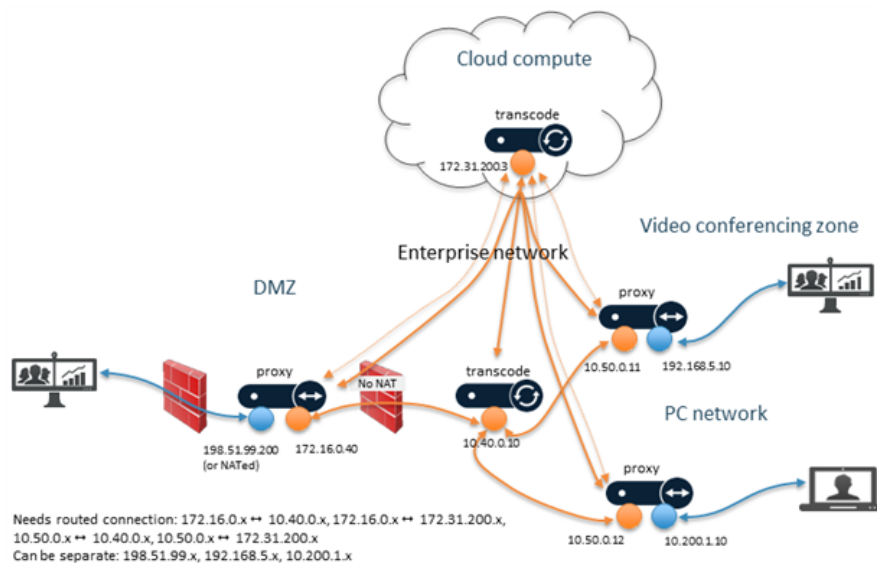 Cloud compute
transcode
172.31.200.3
Enterprise network
Video conferencing zone
DMZ
proxy
10.50.0.11
192.168.5.10
proxy
No NAT
transcode
198.51.99.200
(or NATed)
172.16.0.40
10.40.0.10
PC network
proxy
10.50.0.12
10.200.1.10
Needs routed connection: 172.16.0.x ↔ 10.40.0.x, 172.16.0.x ↔ 172.31.200.x,
10.50.0.x ↔ 10.40.0.x, 10.50.0.x ↔ 172.31.200.x
Can be separate: 198.51.99.x, 192.168.5.x, 10.200.1.x